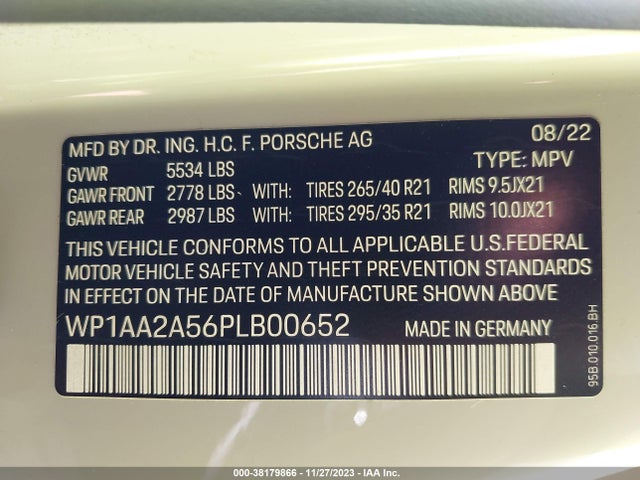 MFD BY DR. ING. H.C. F. PORSCHE AG 08/22
GVWR 5534 LBS TYPE: MPV
GAWR FRONT 2778 LBS WITH: TIRES 265/40 R21 RIMS 9.5JX21
GAWR REAR 2987 LBS WITH: TIRES 295/35 R21 RIMS 10.0JX21
THIS VEHICLE CONFORMS TO ALL APPLICABLE U.S.FEDERAL
MOTOR VEHICLE SAFETY AND THEFT PREVENTION STANDARDS
IN EFFECT ON THE DATE OF MANUFACTURE SHOWN ABOVE
WP1AA2A56PLB00652 MADE IN GERMANY
95B.010.016.BH
000-38179866 - 11/27/2023 - IAA Inc.